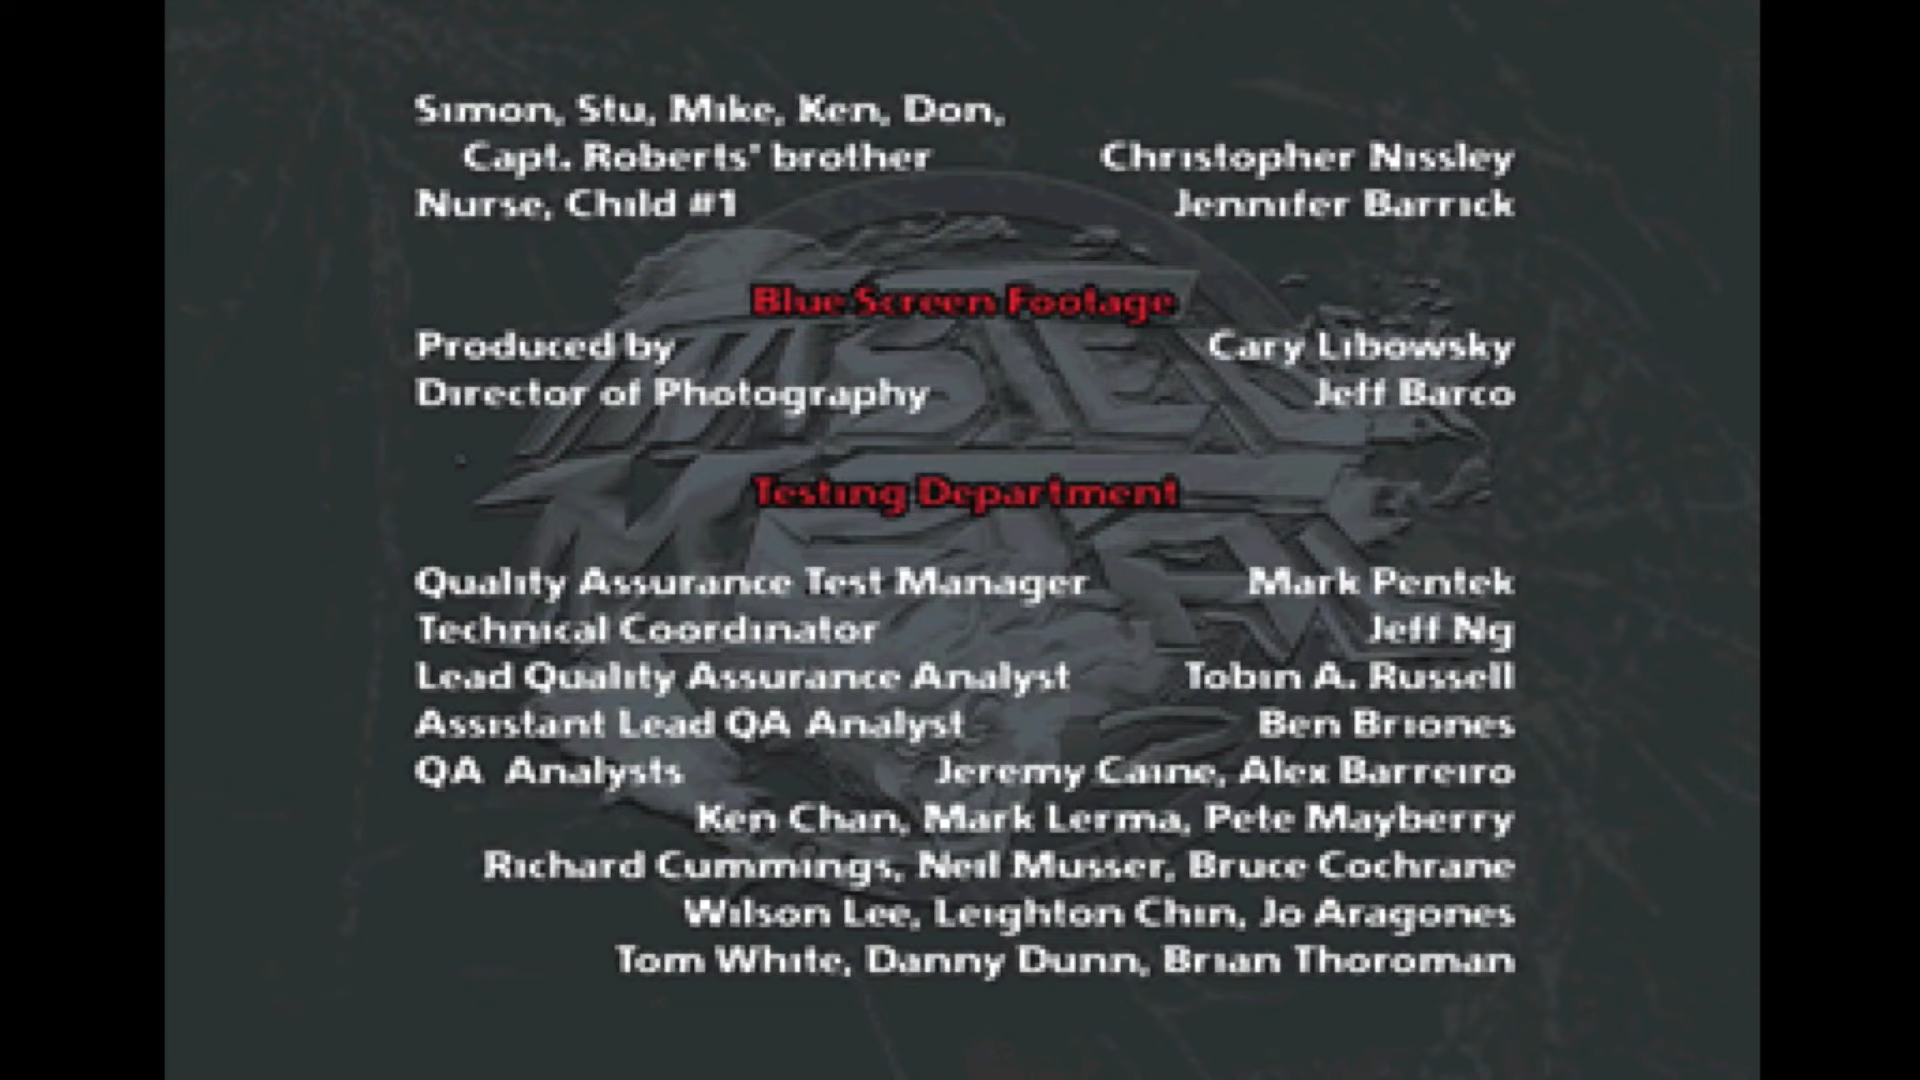 Simon, Stu, Mike, Ken, Don,
Capt. Roberts' brother Christopher Nissley
Nurse, Child #1 Jennifer Barrick
Blue Screen Footage
Produced by Cary Libowsky
Director of Photography Jeff Barco
TWISTED
METAL
Testing Department
Quality Assurance Test Manager Mark Pentek
Technical Coordinator Jeff Ng
Lead Quality Assurance Analyst Tobin A. Russell
Assistant Lead QA Analyst Ben Briones
QA Analysts Jeremy Caine, Alex Barreiro
Ken Chan, Mark Lerma, Pete Mayberry
Richard Cummings, Neil Musser, Bruce Cochrane
Wilson Lee, Leighton Chin, Jo Aragones
Tom White, Danny Dunn, Brian Thoroman